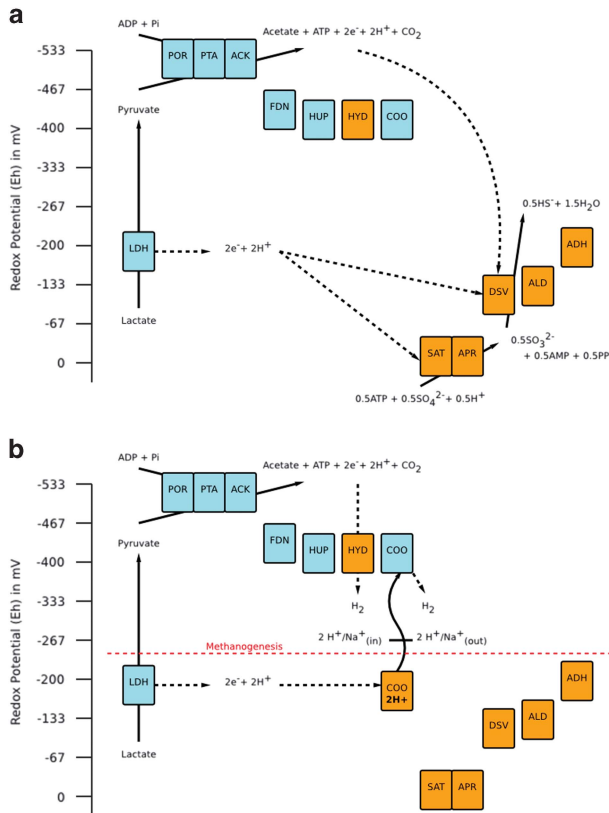 a
ADP + Pi
Acetate + ATP + 2e⁻+ 2H⁺ + CO₂
-533
POR PTA ACK
-467
Pyruvate
FDN
HUP HYD COO
-400
-333
-267
0.5HS⁻+ 1.5H₂O
-200
LDH
2e⁻+ 2H⁺
ADH
-133
DSV ALD
-67
Lactate
0
SAT APR
0.5SO₃²⁻
+ 0.5AMP + 0.5PP
0.5ATP + 0.5SO₄²⁻+ 0.5H⁺
Redox Potential (Eh) in mV
b
ADP + Pi
Acetate + ATP + 2e⁻+ 2H⁺ + CO₂
-533
POR PTA ACK
-467
Pyruvate
FDN
HUP HYD COO
-400
-333
H₂
H₂
-267
2 H⁺/Na⁺(in)
2 H⁺/Na⁺(out)
Methanogenesis
-200
LDH
2e⁻+ 2H⁺
COO
2H+
ADH
-133
DSV ALD
-67
Lactate
0
SAT APR
Redox Potential (Eh) in mV